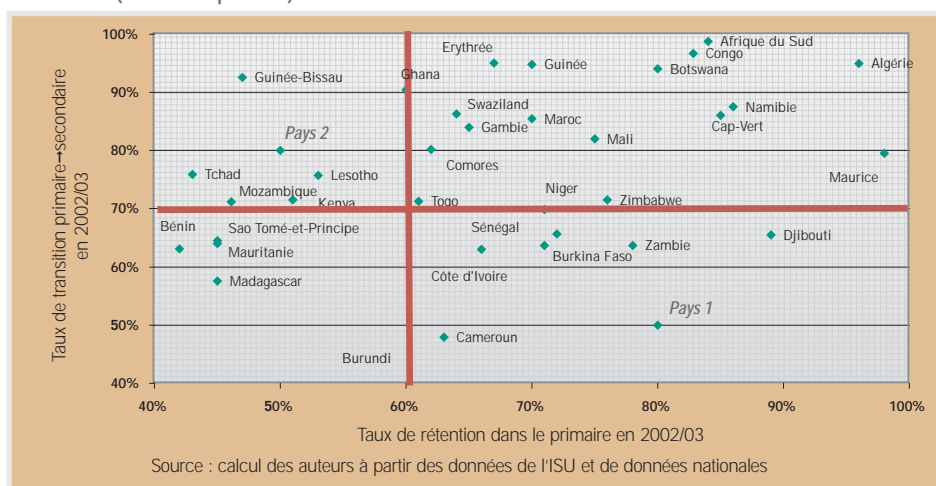 100%
90%
80%
70%
60%
50%
40%
40%
50%
60%
70%
80%
90%
100%
Taux de transition primaire→secondaire
en 2002/03
Erythrée
Guinée
Afrique du Sud
Congo
Botswana
Algérie
Guinée-Bissau
Ghana
Swaziland
Gambie
Maroc
Namibie
Cap-Vert
Pays 2
Comores
Mali
Maurice
Tchad
Lesotho
Mozambique
Kenya
Togo
Niger
Zimbabwe
Bénin
Sao Tomé-et-Principe
Mauritanie
Sénégal
Burkina Faso
Zambie
Djibouti
Madagascar
Côte d'Ivoire
Pays 1
Cameroun
Burundi
Taux de rétention dans le primaire en 2002/03
Source : calcul des auteurs à partir des données de l'ISU et de données nationales